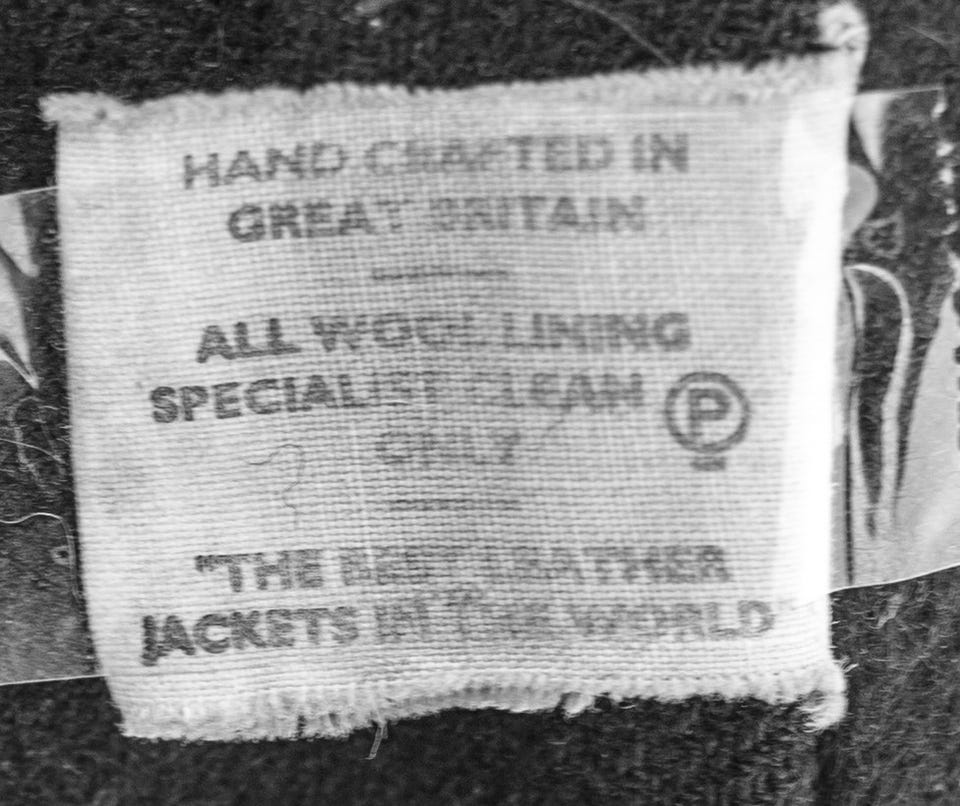 HAND CRAFTED IN
GREAT BRITAIN
ALL WOOL LINING
SPECIALIST CLEAN P
ONLY
"THE BEST LEATHER
JACKETS IN THE WORLD"